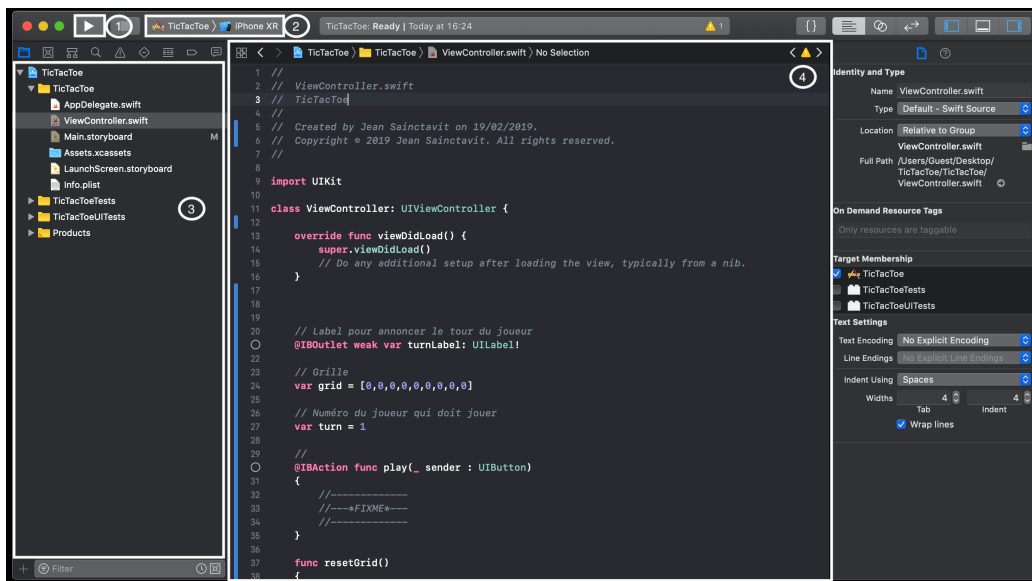 1
TicTacToe
iPhone XR
2
TicTacToe: Ready | Today at 16:24
1
TicTacToe
TicTacToe
AppDelegate.swift
ViewController.swift
Main.storyboard M
Assets.xcassets
LaunchScreen.storyboard
Info.plist
TicTacToeTests
TicTacToeUITests
Products
3
Filter
TicTacToe
TicTacToe
ViewController.swift
No Selection
4
1 //
2 // ViewController.swift
3 // TicTacToe
4 //
5 // Created by Jean Sainctavit on 19/02/2019.
6 // Copyright © 2019 Jean Sainctavit. All rights reserved.
7 //
8
9 import UIKit
10
11 class ViewController: UIViewController {
12
13 override func viewDidLoad() {
14 super.viewDidLoad()
15 // Do any additional setup after loading the view, typically from a nib.
16 }
17
18
19
20 // Label pour annoncer le tour du joueur
@IBOutlet weak var turnLabel: UILabel!
22
23 // Grille
24 var grid = [0,0,0,0,0,0,0,0,0]
25
26 // Numéro du joueur qui doit jouer
27 var turn = 1
28
29 //
@IBAction func play(_ sender : UIButton)
31 {
32 //-------------
33 //---*FIXME*---
34 //-------------
35 }
36
37 func resetGrid()
38 {
Identity and Type
Name ViewController.swift
Type Default - Swift Source
Location Relative to Group
ViewController.swift
Full Path /Users/Guest/Desktop/
TicTacToe/TicTacToe/
ViewController.swift
On Demand Resource Tags
Only resources are taggable
Target Membership
TicTacToe
TicTacToeTests
TicTacToeUITests
Text Settings
Text Encoding No Explicit Encoding
Line Endings No Explicit Line Endings
Indent Using Spaces
Widths 4 4
Tab Indent
Wrap lines